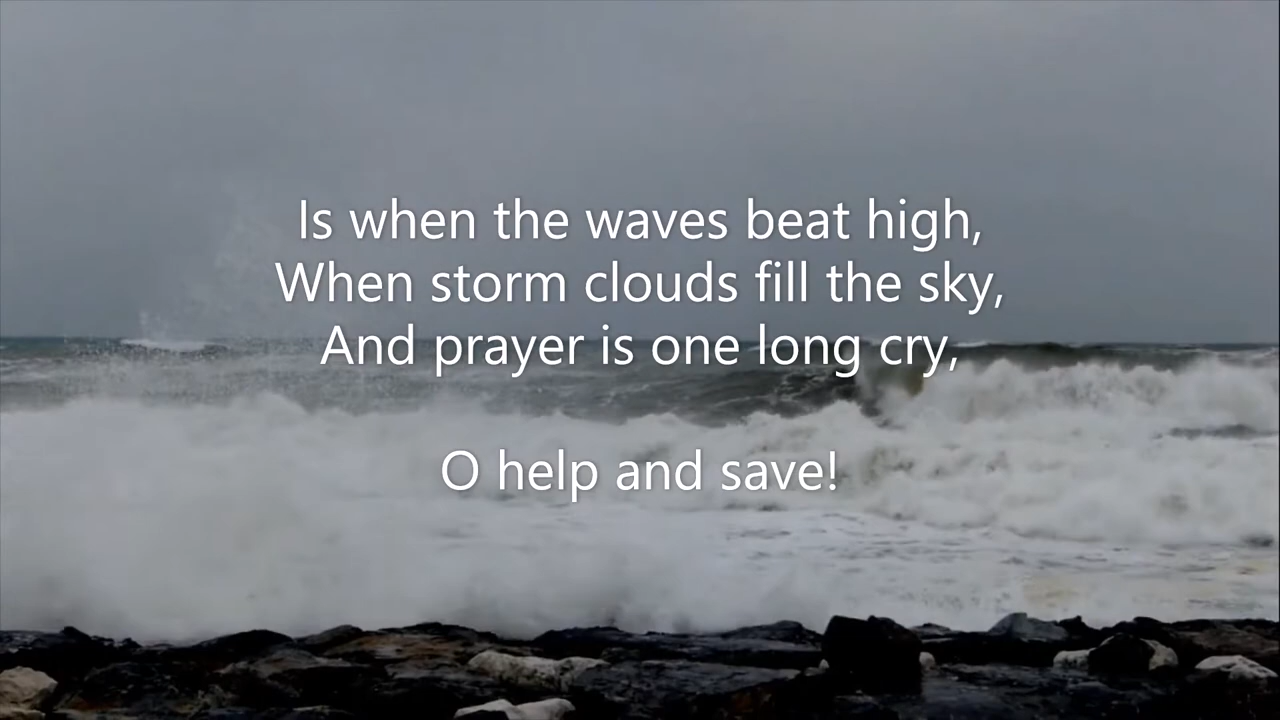 Is when the waves beat high,
When storm clouds fill the sky,
And prayer is one long cry,
O help and save!